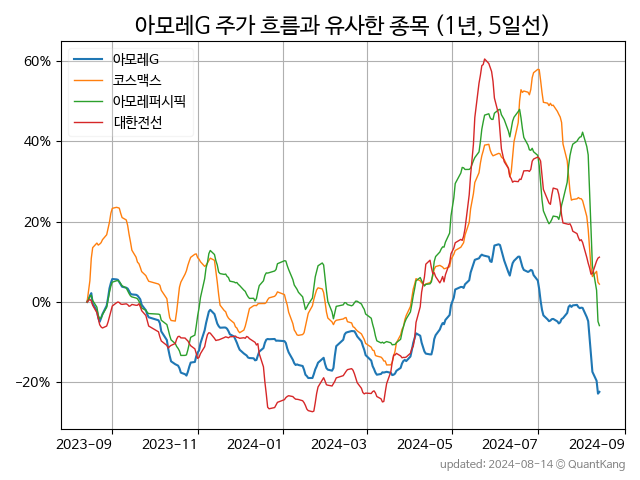 아모레G 주가 흐름과 유사한 종목 (1년, 5일선)
아모레G
코스맥스
아모레퍼시픽
대한전선
60%
40%
20%
0%
−20%
2023−09
2023−11
2024−01
2024−03
2024−05
2024−07
2024−09
updated: 2024-08-14 © QuantKang